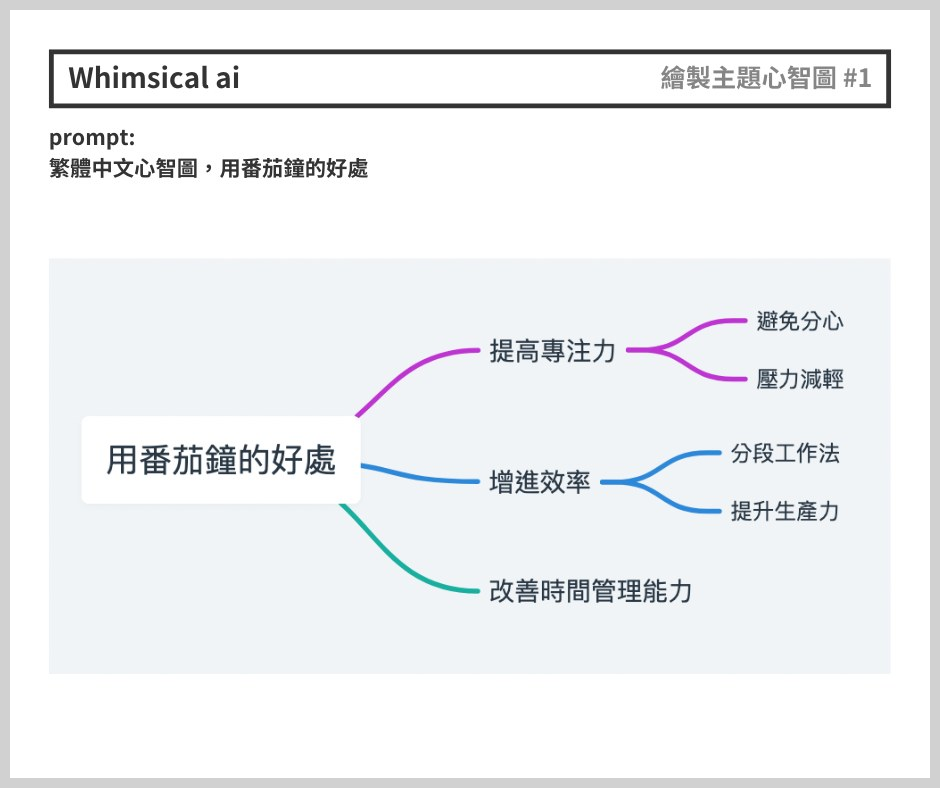 Whimsical ai
繪製主題心智圖 #1
prompt:
繁體中文心智圖，用番茄鐘的好處
用番茄鐘的好處
提高專注力
避免分心
壓力減輕
增進效率
分段工作法
提升生產力
改善時間管理能力